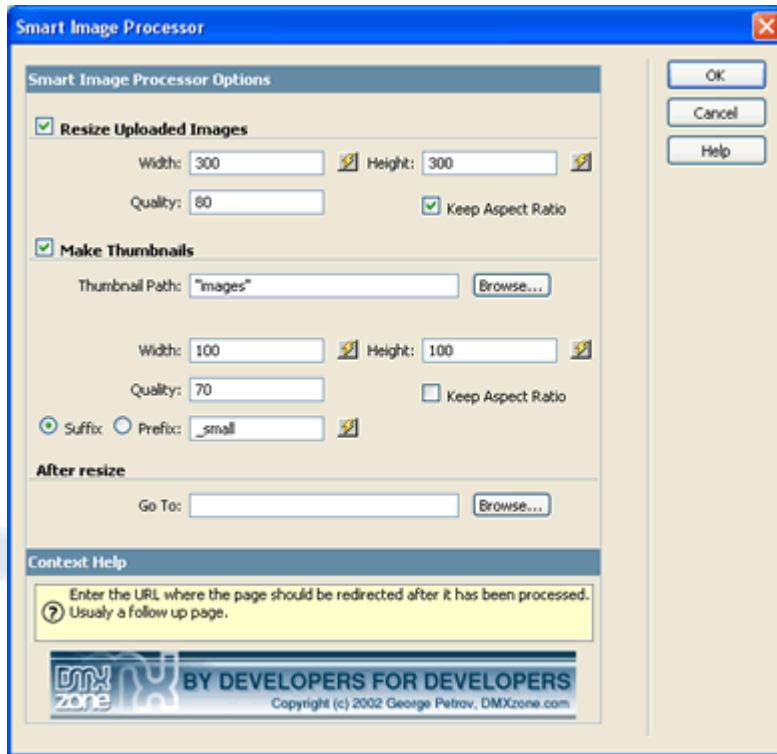 Smart Image Processor
Smart Image Processor Options
OK
Cancel
Help
Resize Uploaded Images
Width: 300 Height: 300
Quality: 80 Keep Aspect Ratio
Make Thumbnails
Thumbnail Path: "images" Browse...
Width: 100 Height: 100
Quality: 70 Keep Aspect Ratio
Suffix Prefix: _small
After resize
Go To: Browse...
Context Help
Enter the URL where the page should be redirected after it has been processed.
Usualy a follow up page.
DMX zone BY DEVELOPERS FOR DEVELOPERS
Copyright (c) 2002 George Petrov, DMXzone.com